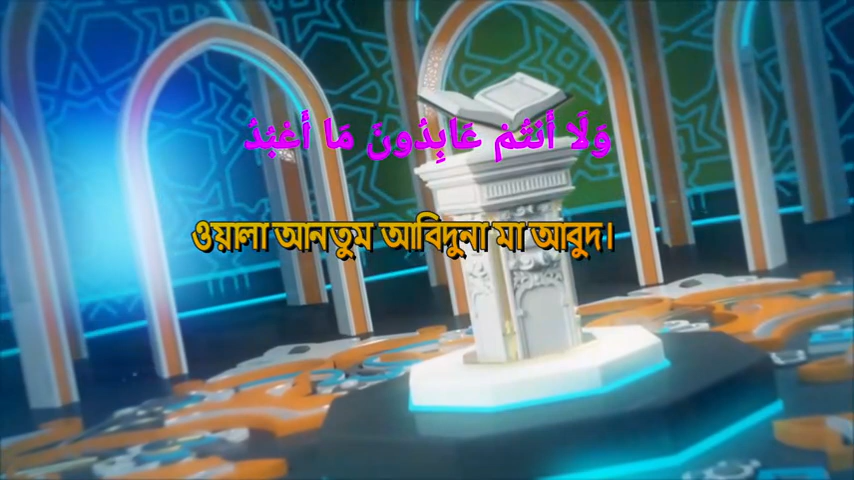 وَلَا أَنتُمْ عَابِدُونَ مَا أَعْبُدُ
ওয়ালা আনতুম আবিদুনা মা আবুদ।